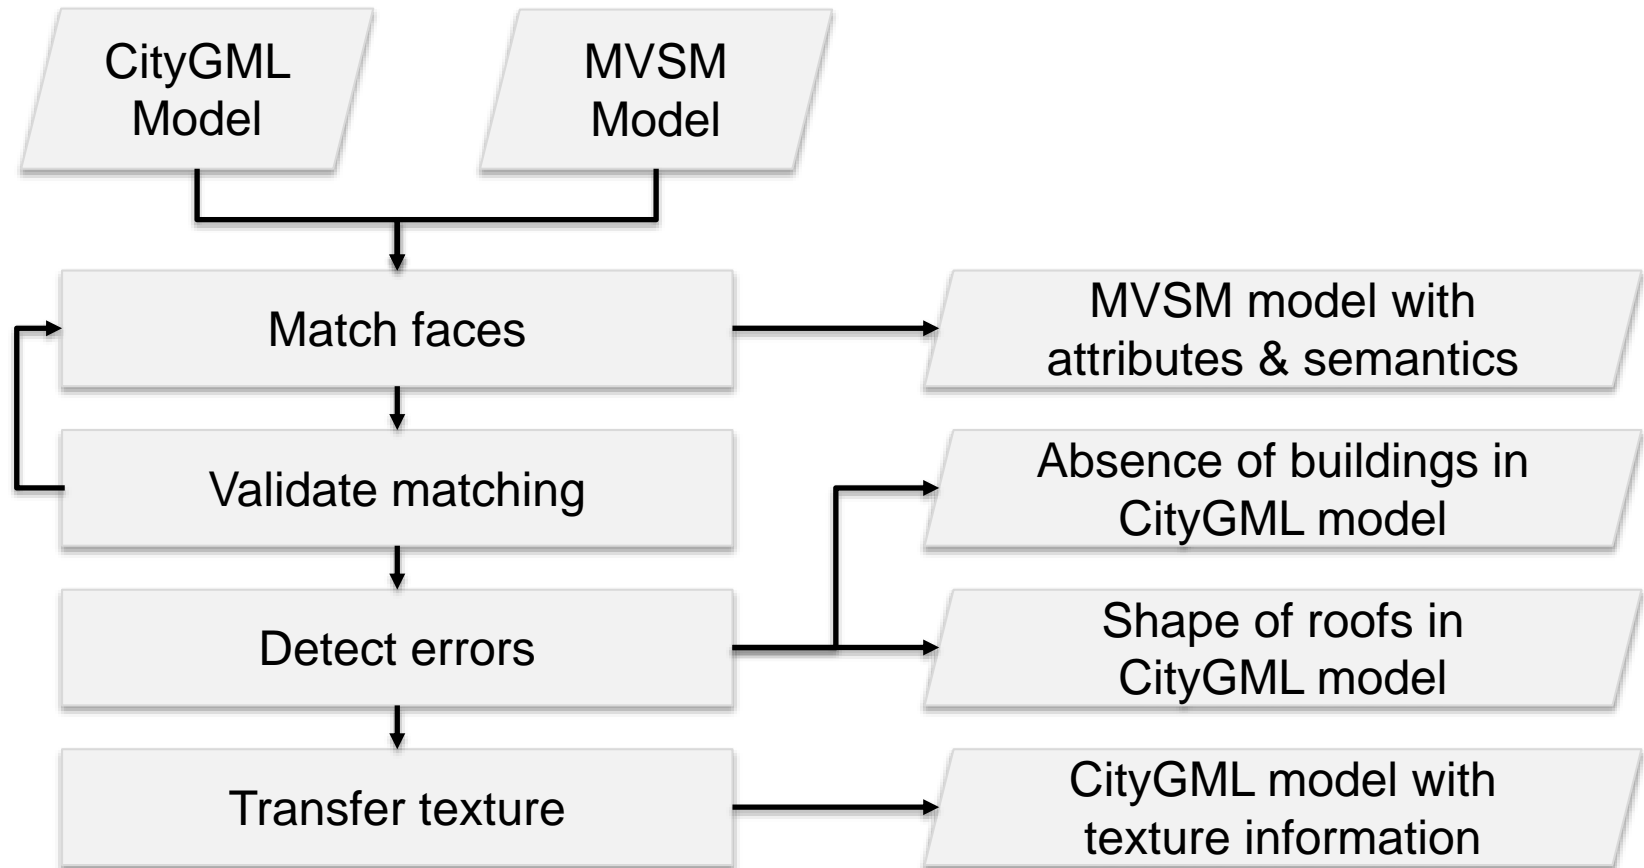 CityGML
Model
MVSM
Model
Match faces
MVSM model with
attributes & semantics
Validate matching
Absence of buildings in
CityGML model
Detect errors
Shape of roofs in
CityGML model
Transfer texture
CityGML model with
texture information